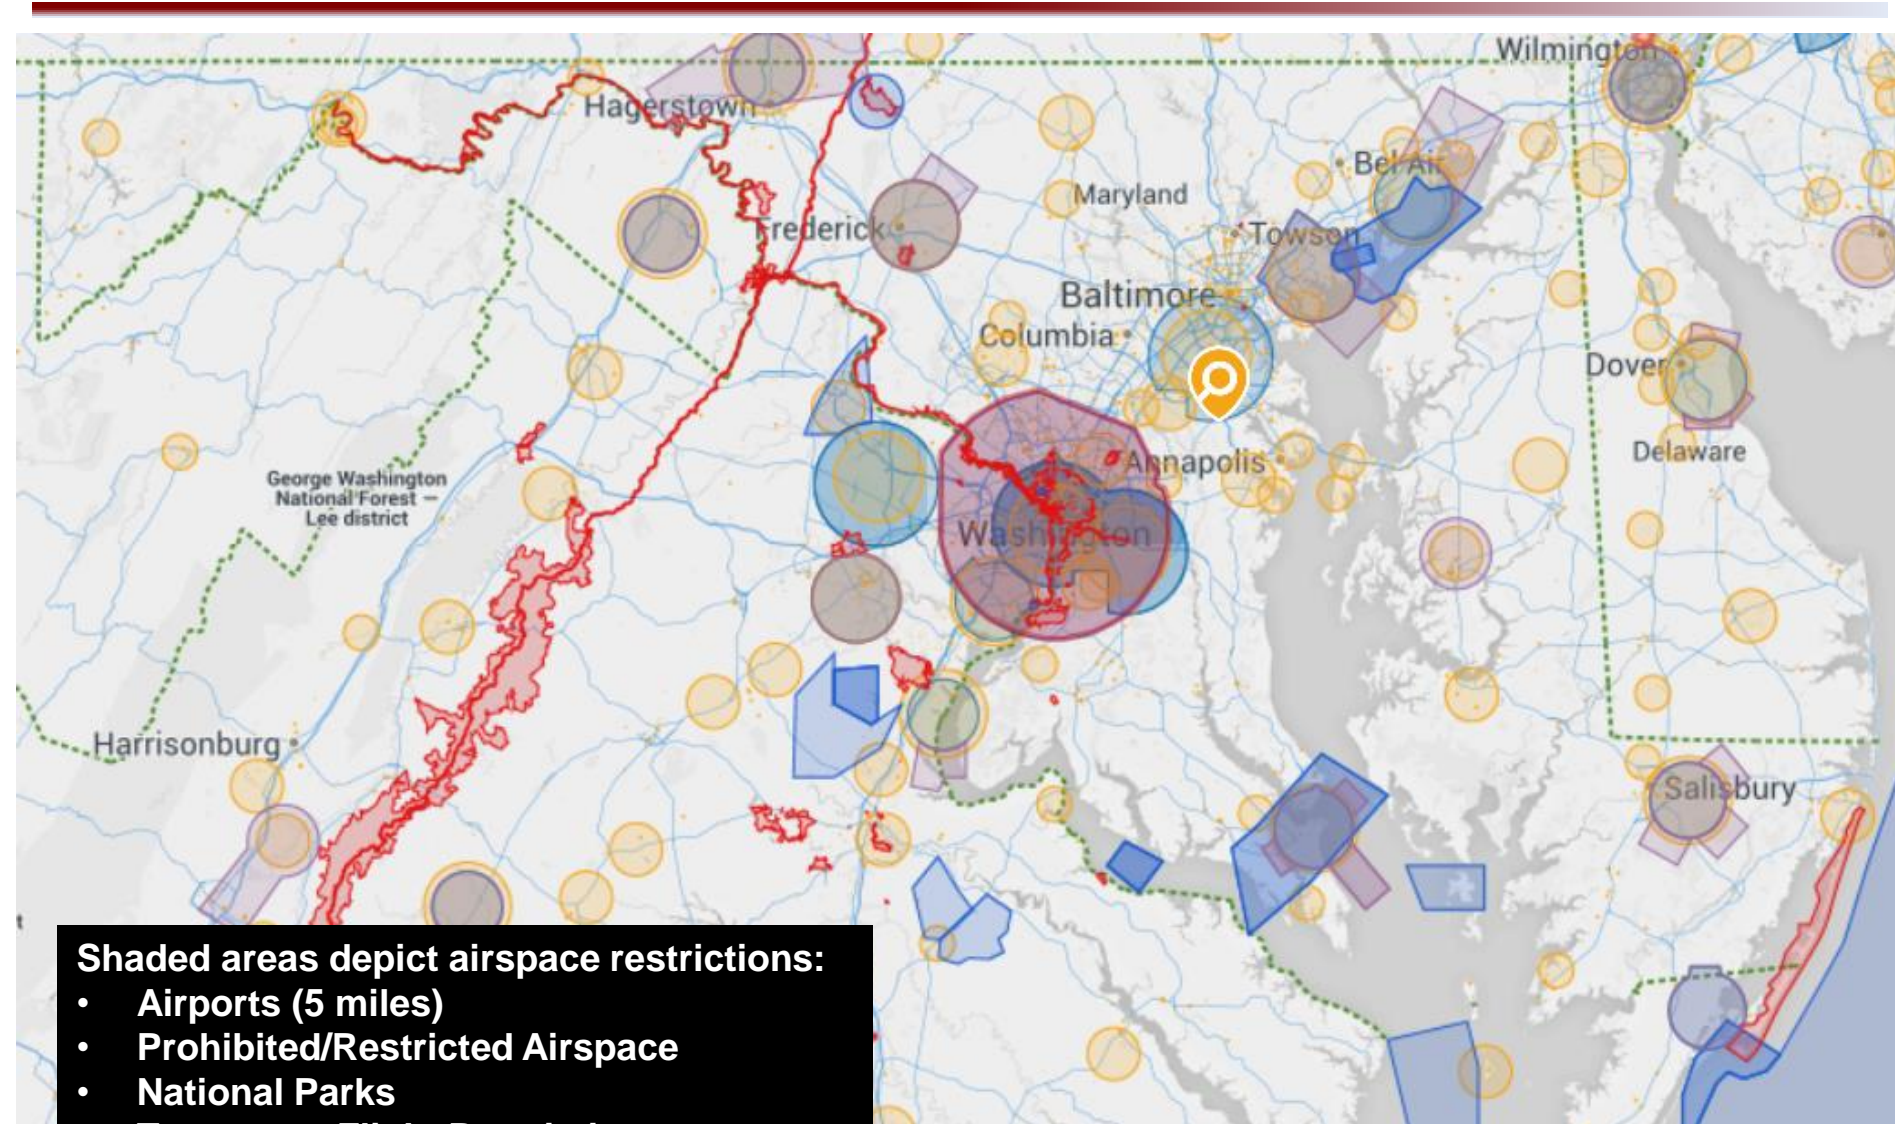 Wilmington
Hagerstown
Bel Air
Maryland
Frederick
Towson
Baltimore
Columbia
Dover
Annapolis
Delaware
George Washington
National Forest —
Lee district
Washington
Harrisonburg
Salisbury
t
Shaded areas depict airspace restrictions:
• Airports (5 miles)
• Prohibited/Restricted Airspace
• National Parks